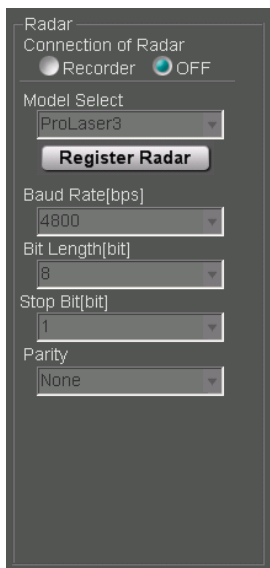 Radar
Connection of Radar
Recorder OFF
Model Select
ProLaser3
Register Radar
Baud Rate[bps]
4800
Bit Length[bit]
8
Stop Bit[bit]
1
Parity
None